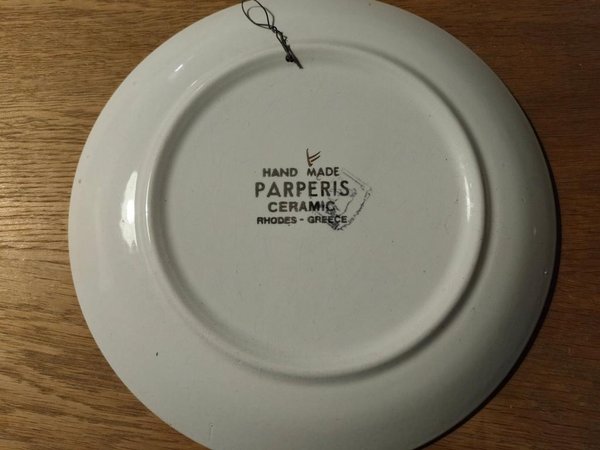 HAND MADE
PARPERIS
CERAMIC
RHODES - GREECE